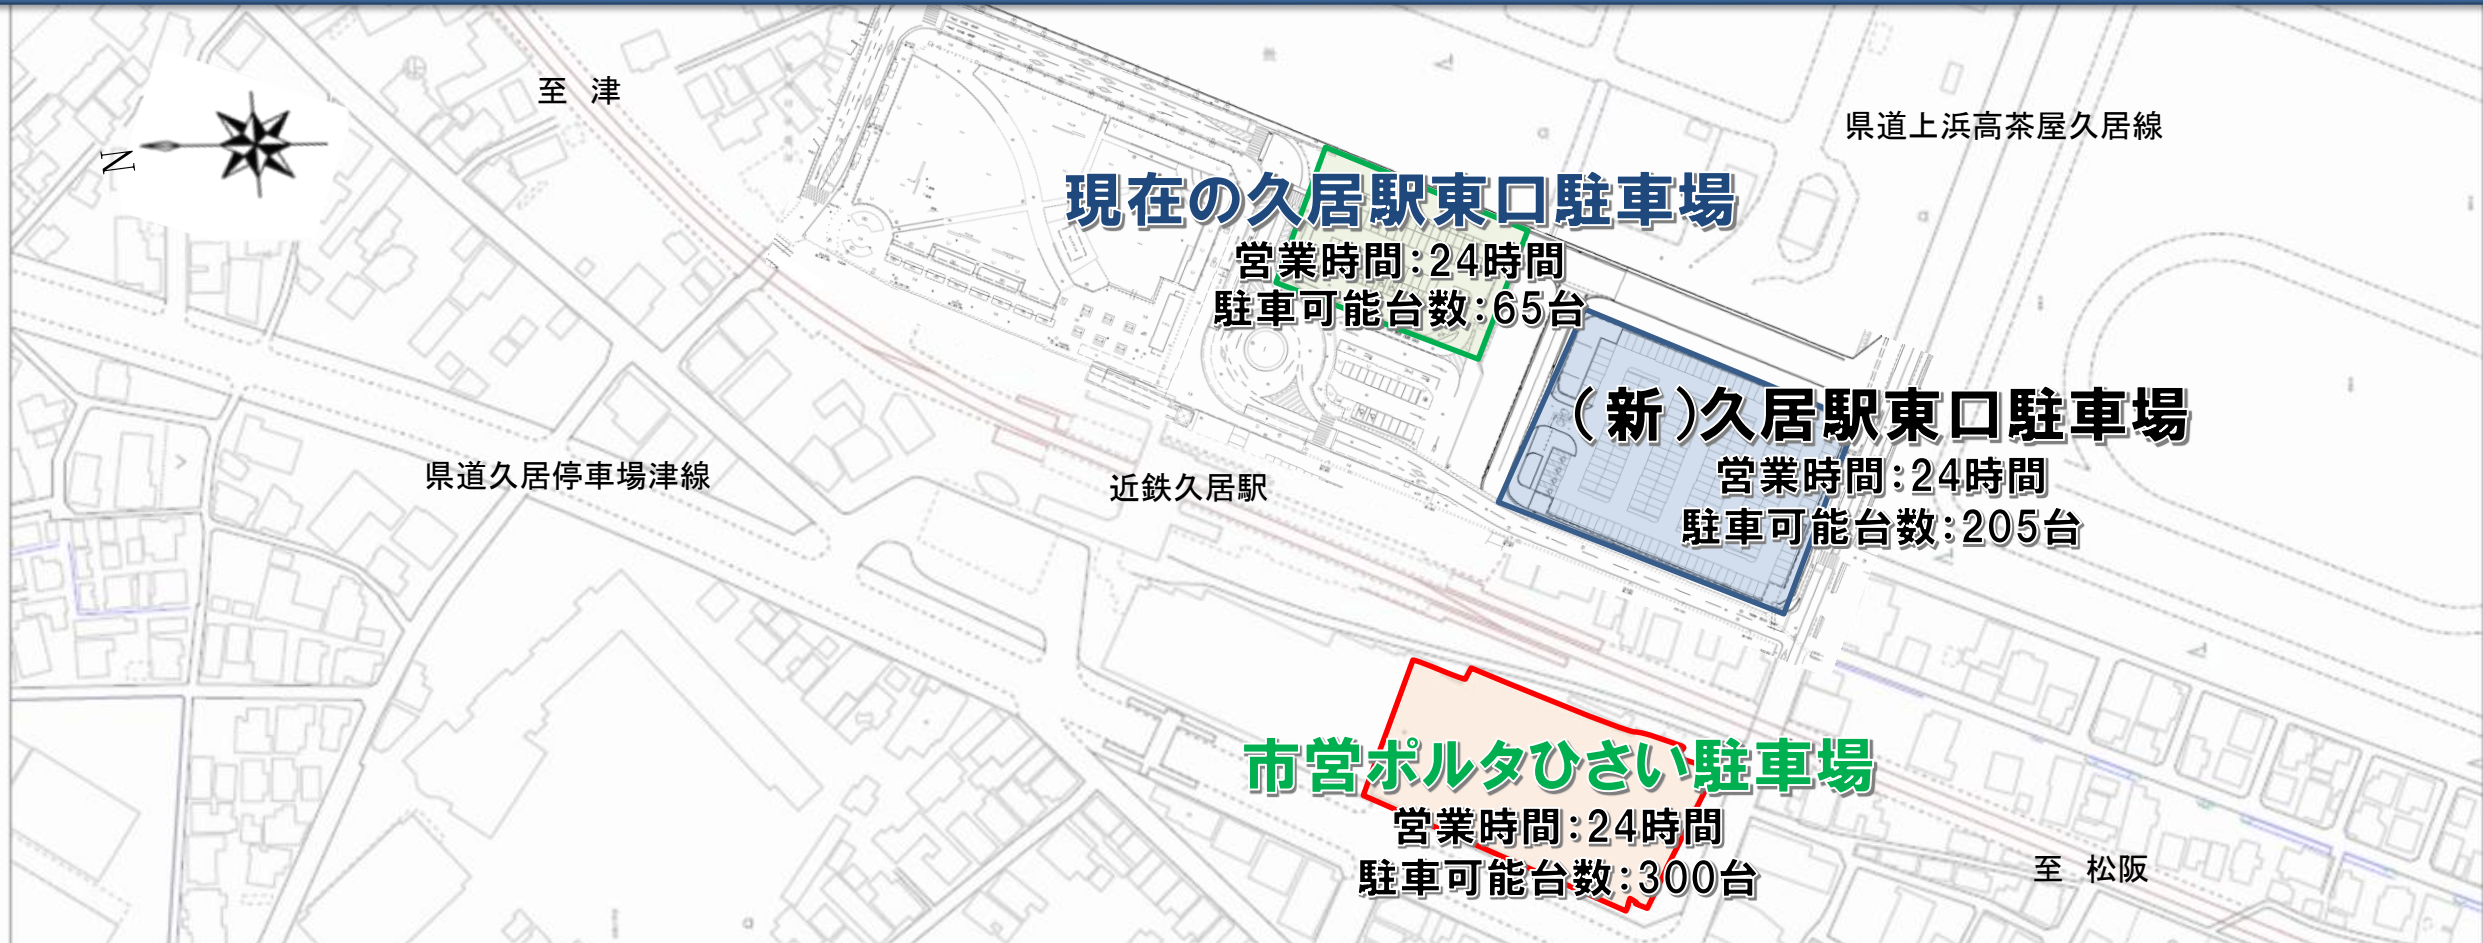 至 津
県道上浜高茶屋久居線
N
現在の久居駅東口駐車場
営業時間：24時間
駐車可能台数：65台
（新）久居駅東口駐車場
営業時間：24時間
駐車可能台数：205台
県道久居停車場津線
近鉄久居駅
市営ポルタひさい駐車場
営業時間：24時間
駐車可能台数：300台
至 松阪